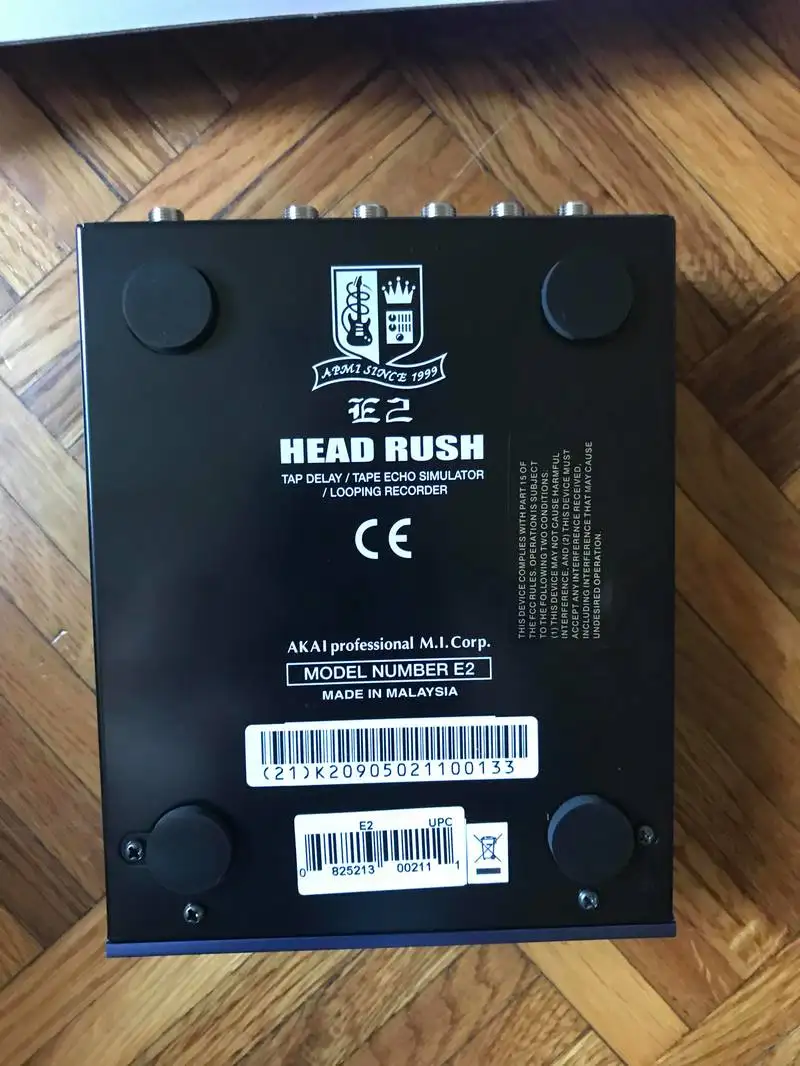 APMI SINCE 1999
E2
HEAD RUSH
TAP DELAY / TAPE ECHO SIMULATOR
/ LOOPING RECORDER
CE
THIS DEVICE COMPLIES WITH PART 15 OF
THE FCC RULES. OPERATION IS SUBJECT
TO THE FOLLOWING TWO CONDITIONS.
(1) THIS DEVICE MAY NOT CAUSE HARMFUL
INTERFERENCE, AND (2) THIS DEVICE MUST
ACCEPT ANY INTERFERENCE RECEIVED,
INCLUDING INTERFERENCE THAT MAY CAUSE
UNDESIRED OPERATION.
AKAI professional M.I.Corp.
MODEL NUMBER E2
MADE IN MALAYSIA
(21)K20905021100133
E2 UPC
0 825213 00211 1